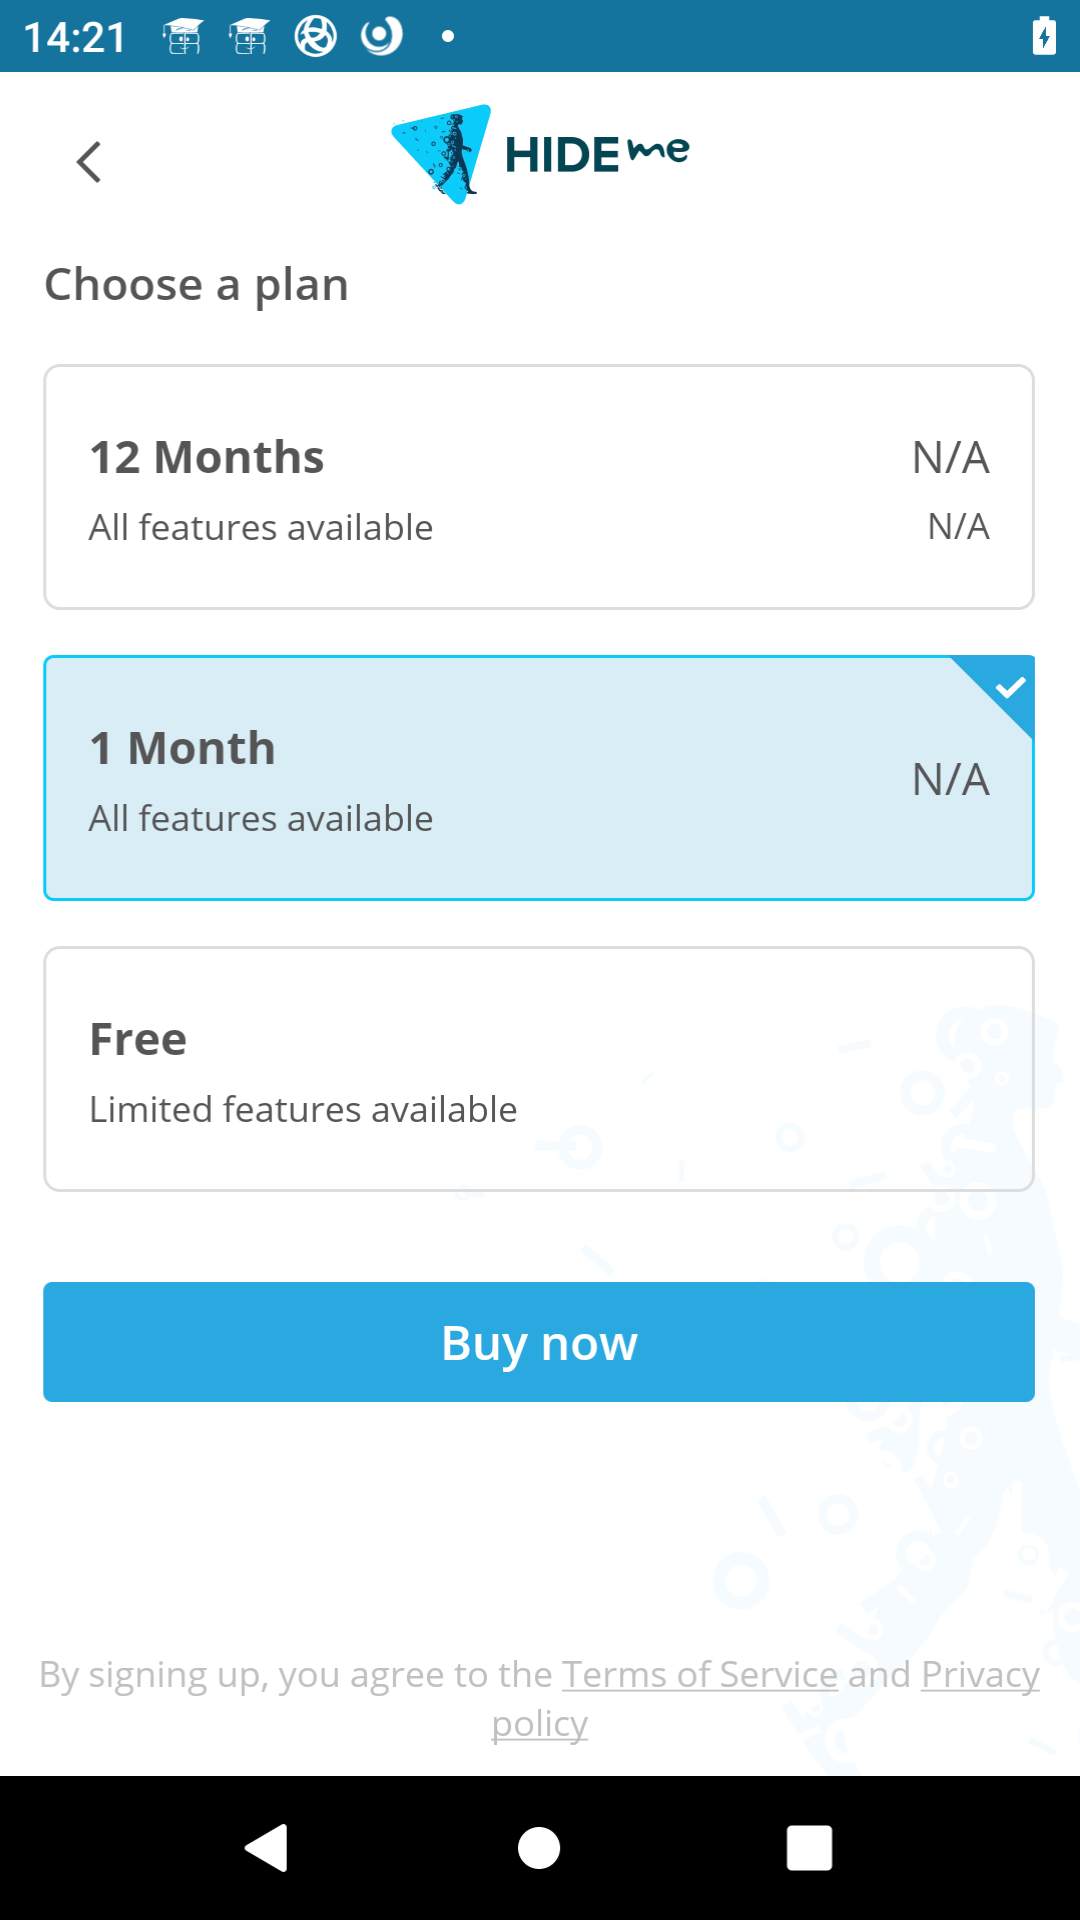 14:21
HIDE me
Choose a plan
12 Months
N/A
All features available
N/A
1 Month
N/A
All features available
Free
Limited features available
Buy now
By signing up, you agree to the Terms of Service and Privacy
policy